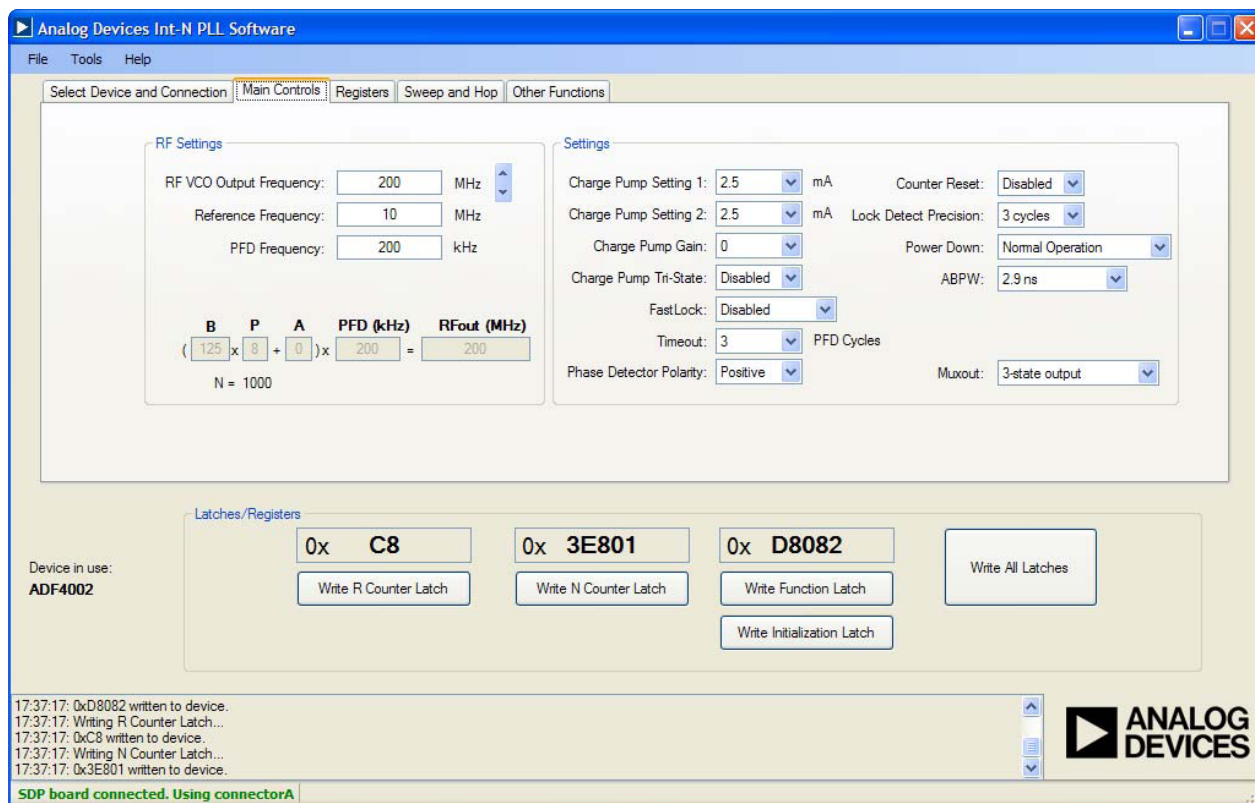 Analog Devices Int-N PLL Software
File Tools Help
Select Device and Connection Main Controls Registers Sweep and Hop Other Functions
RF Settings
RF VCO Output Frequency: 200 MHz
Reference Frequency: 10 MHz
PFD Frequency: 200 kHz
B P A PFD (kHz) RFout (MHz)
( 125 x 8 + 0 ) x 200 = 200
N = 1000
Settings
Charge Pump Setting 1: 2.5 mA
Charge Pump Setting 2: 2.5 mA
Charge Pump Gain: 0
Charge Pump Tri-State: Disabled
FastLock: Disabled
Timeout: 3 PFD Cycles
Phase Detector Polarity: Positive
Counter Reset: Disabled
Lock Detect Precision: 3 cycles
Power Down: Normal Operation
ABPW: 2.9 ns
Muxout: 3-state output
Latches/Registers
0x C8 0x 3E801 0x D8082
Write R Counter Latch Write N Counter Latch Write Function Latch
Write Initialization Latch
Write All Latches
Device in use:
ADF4002
17:37:17: 0xD8082 written to device.
17:37:17: Writing R Counter Latch...
17:37:17: 0xC8 written to device.
17:37:17: Writing N Counter Latch...
17:37:17: 0x3E801 written to device.
ANALOG
DEVICES
SDP board connected. Using connectorA